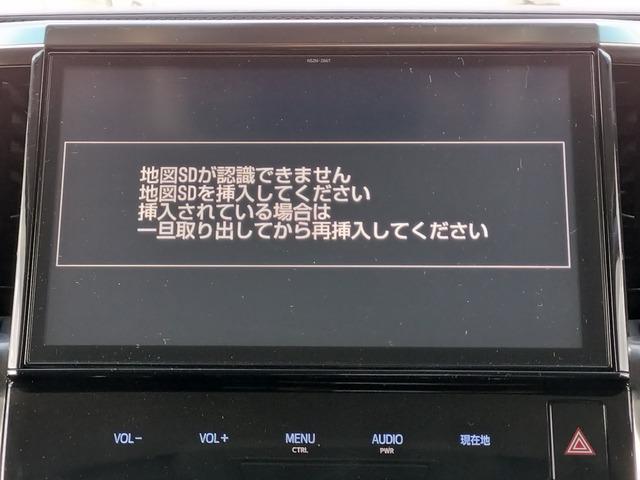 NSZN-Z66T
地図SDが認識できません
地図SDを挿入してください
挿入されている場合は
一旦取り出してから再挿入してください
VOL− VOL+ MENU AUDIO 現在地
CTRL PWR